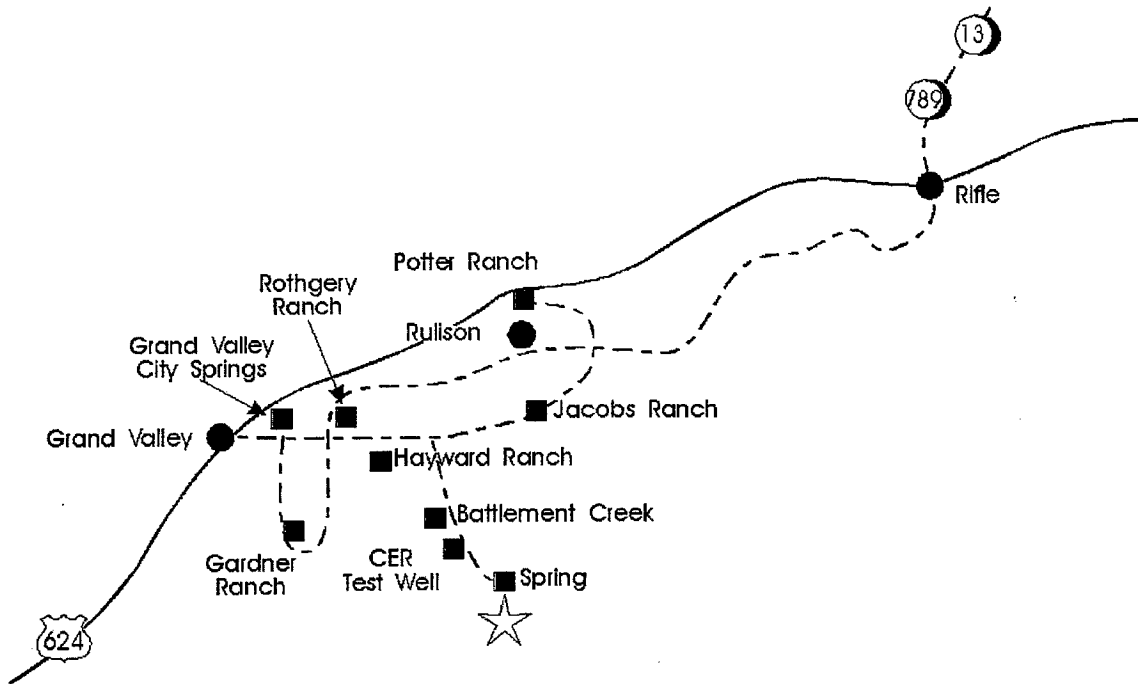 13
789
Rifle
Potter Ranch
Rothgery
Ranch
Rulison
Grand Valley
City Springs
Jacobs Ranch
Grand Valley
Hayward Ranch
Battlement Creek
Gardner
Ranch
CER
Test Well
Spring
624